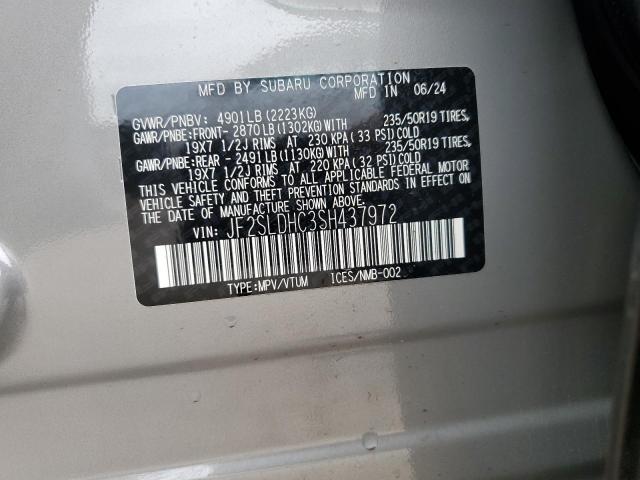 MFD BY SUBARU CORPORATION
MFD IN 06/24
GVWR/PNBV: 4901LB(2223KG)
GAWR/PNBE:FRONT- 2870LB(1302KG)WITH 235/50R19 TIRES,
19X7 1/2J RIMS AT 230 KPA(33 PSI)COLD
GAWR/PNBE:REAR - 2491LB(1130KG)WITH 235/50R19 TIRES,
19X7 1/2J RIMS AT 220 KPA(32 PSI)COLD
THIS VEHICLE CONFORMS TO ALL APPLICABLE FEDERAL MOTOR
VEHICLE SAFETY AND THEFT PREVENTION STANDARDS IN EFFECT
ON THE DATE OF MANUFACTURE SHOWN ABOVE.
VIN: JF2SLDHC3SH437972
TYPE:MPV/VTUM ICES/NMB-002